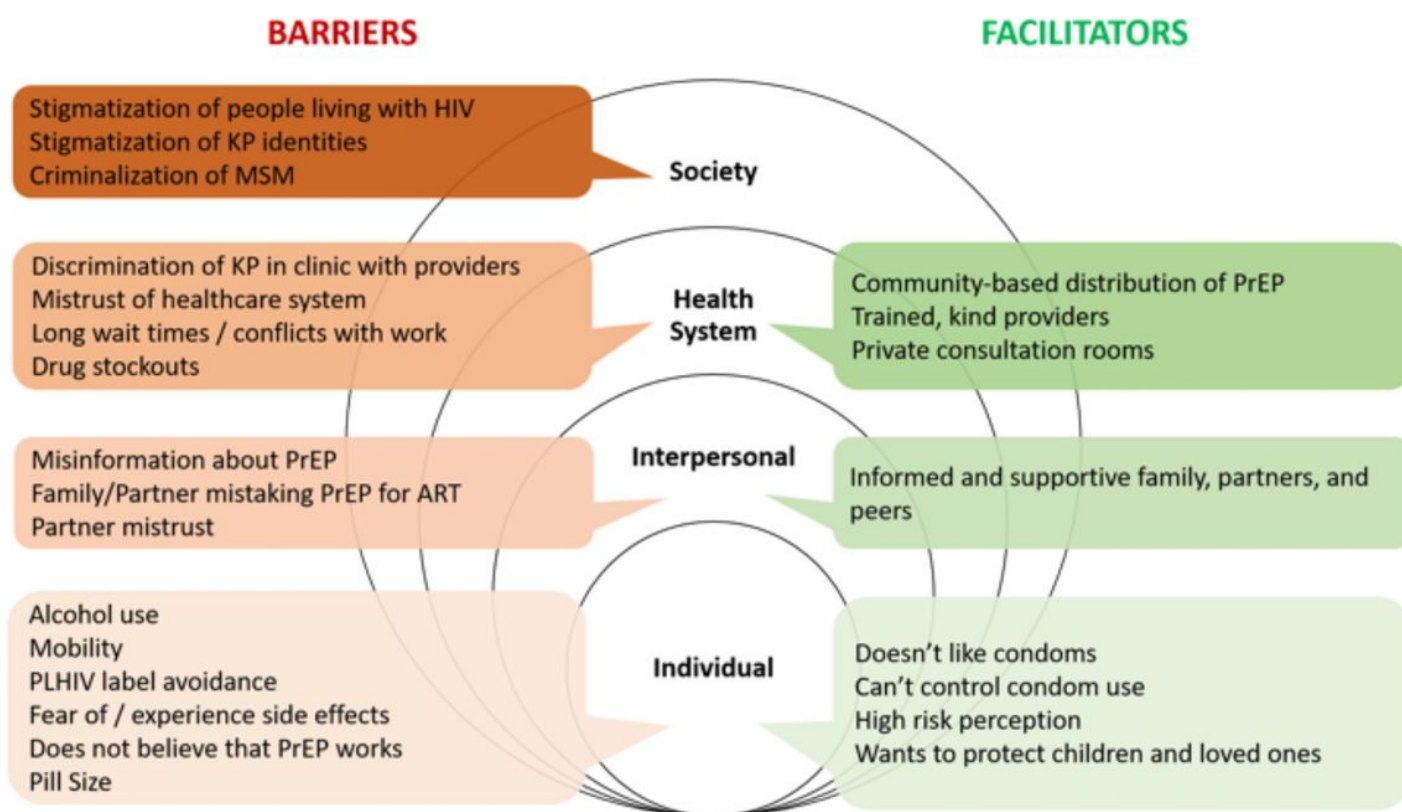 BARRIERS
FACILITATORS
Stigmatization of people living with HIV
Stigmatization of KP identities
Criminalization of MSM
Society
Discrimination of KP in clinic with providers
Mistrust of healthcare system
Long wait times / conflicts with work
Drug stockouts
Health
System
Community-based distribution of PrEP
Trained, kind providers
Private consultation rooms
Misinformation about PrEP
Family/Partner mistaking PrEP for ART
Partner mistrust
Interpersonal
Informed and supportive family, partners, and
peers
Alcohol use
Mobility
PLHIV label avoidance
Fear of / experience side effects
Does not believe that PrEP works
Pill Size
Individual
Doesn't like condoms
Can't control condom use
High risk perception
Wants to protect children and loved ones